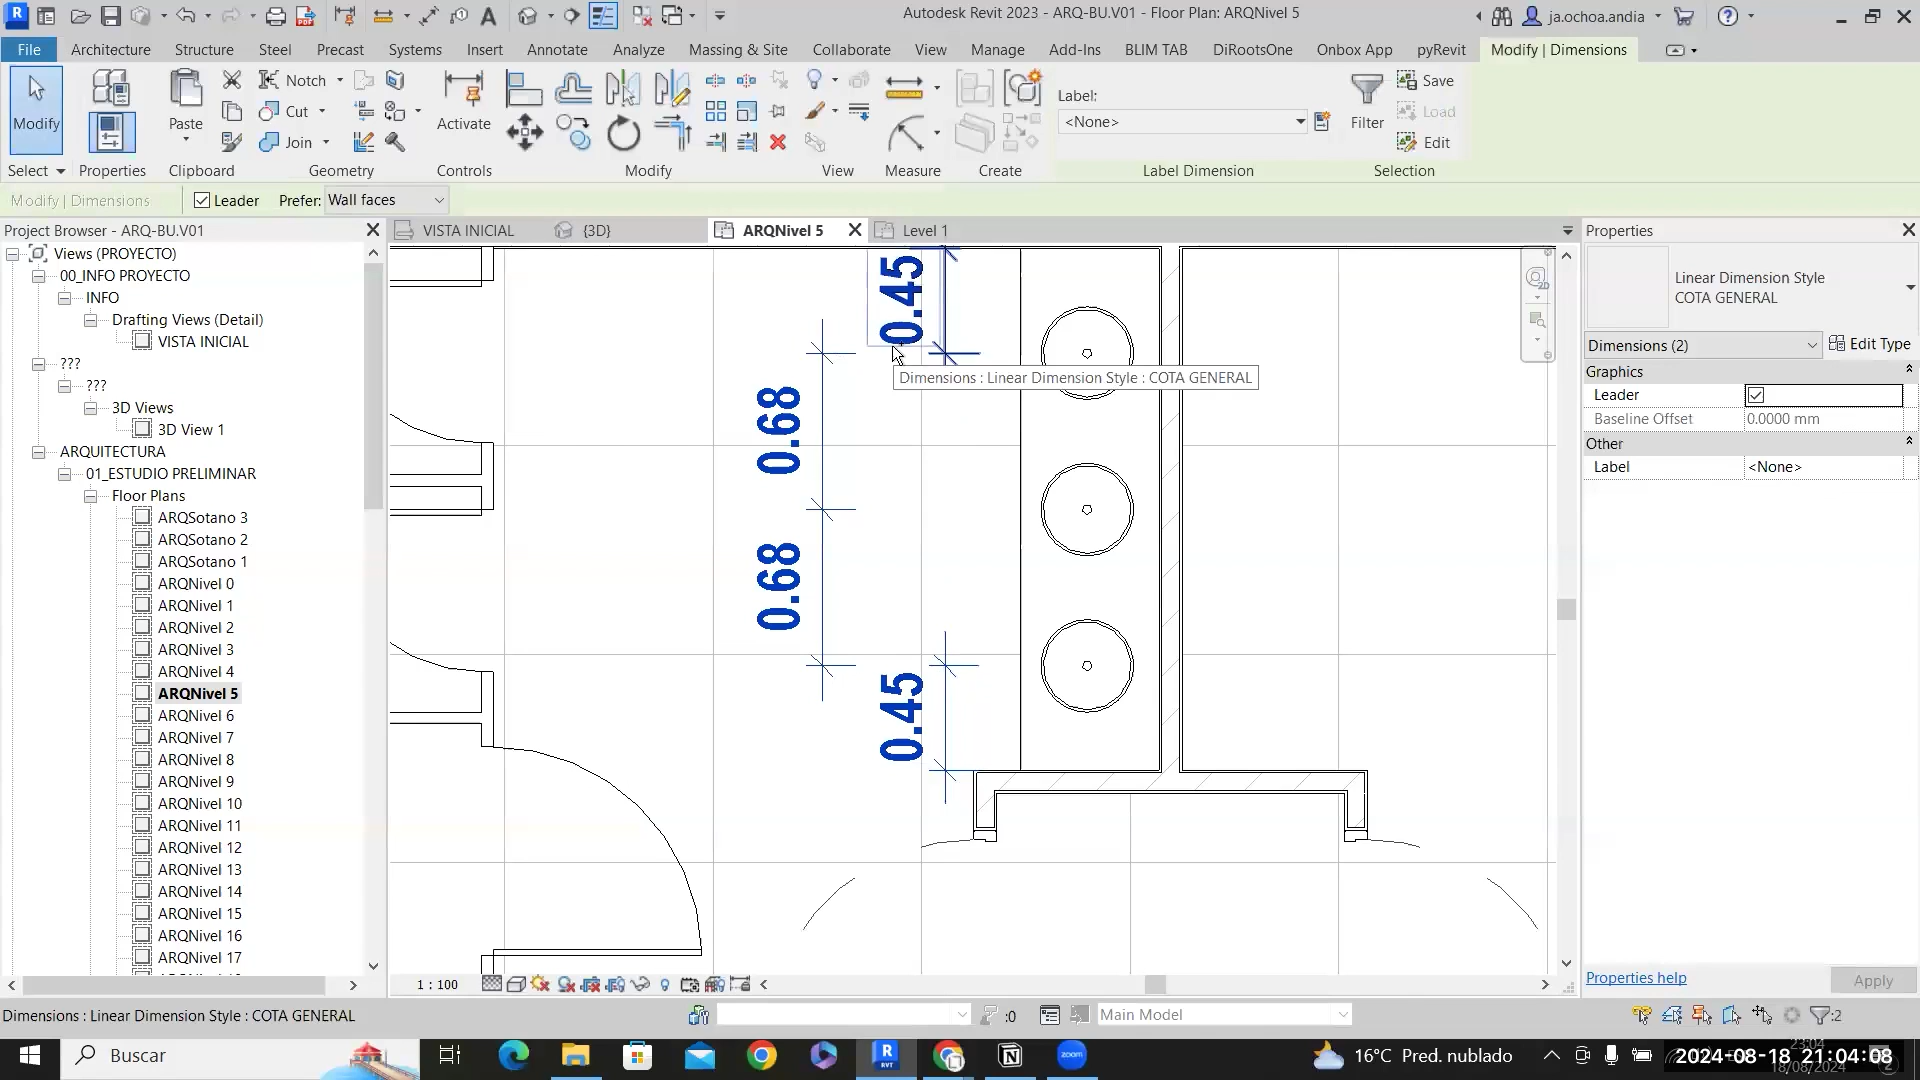 Autodesk Revit 2023 - ARQ-BU.V01 - Floor Plan: ARQNivel 5
ja.ochoa.andia
File Architecture Structure Steel Precast Systems Insert Annotate Analyze Massing & Site Collaborate View Manage Add-Ins BLIM TAB DiRootsOne Onbox App pyRevit Modify | Dimensions
Notch
Cut
Join
Modify
Paste
Activate
Label:
<None>
Filter
Save
Load
Edit
Select Properties Clipboard Geometry Controls Modify View Measure Create Label Dimension Selection
Modify | Dimensions Leader Prefer: Wall faces
Project Browser - ARQ-BU.V01
VISTA INICIAL {3D} ARQNivel 5 Level 1
Properties
Views (PROYECTO)
00_INFO PROYECTO
INFO
Drafting Views (Detail)
VISTA INICIAL
???
???
3D Views
3D View 1
ARQUITECTURA
01_ESTUDIO PRELIMINAR
Floor Plans
ARQSotano 3
ARQSotano 2
ARQSotano 1
ARQNivel 0
ARQNivel 1
ARQNivel 2
ARQNivel 3
ARQNivel 4
ARQNivel 5
ARQNivel 6
ARQNivel 7
ARQNivel 8
ARQNivel 9
ARQNivel 10
ARQNivel 11
ARQNivel 12
ARQNivel 13
ARQNivel 14
ARQNivel 15
ARQNivel 16
ARQNivel 17
0.45
0.68
0.68
0.45
Dimensions : Linear Dimension Style : COTA GENERAL
Linear Dimension Style
COTA GENERAL
Dimensions (2) Edit Type
Graphics
Leader
Baseline Offset 0.0000 mm
Other
Label <None>
Properties help Apply
1 : 100
Dimensions : Linear Dimension Style : COTA GENERAL
:0
Main Model
:2
Buscar
zoom
16°C Pred. nublado
23:04
18/08/2024
2024-08-18 21:04:08